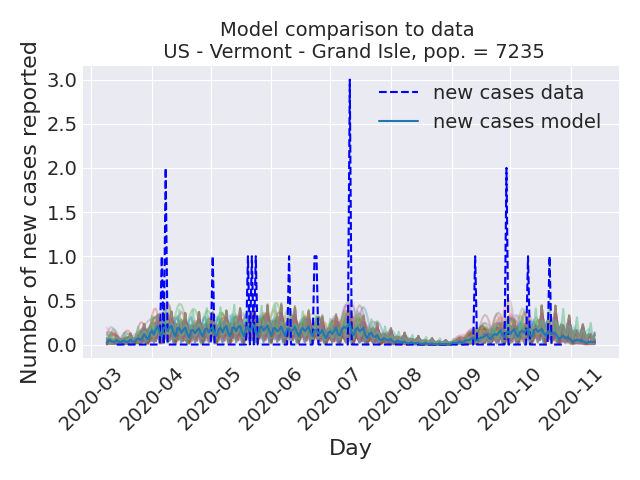 Model comparison to data
US - Vermont - Grand Isle, pop. = 7235
Number of new cases reported
3.0
2.5
2.0
1.5
1.0
0.5
0.0
new cases data
new cases model
2020-03
2020-04
2020-05
2020-06
2020-07
2020-08
2020-09
2020-10
2020-11
Day